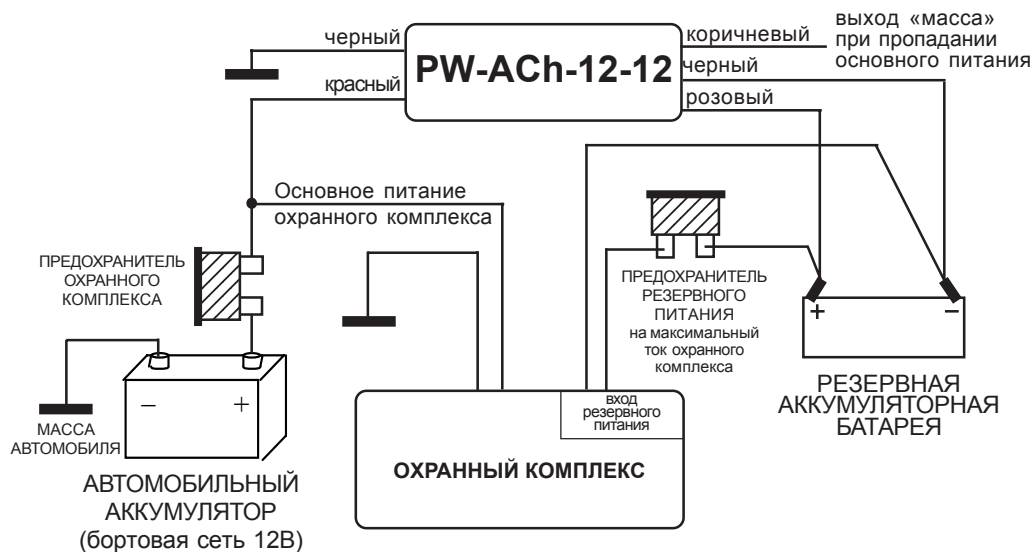 черный
красный
PW-ACh-12-12
коричневый
черный
розовый
выход «масса»
при пропадании
основного питания
Основное питание
охранного комплекса
ПРЕДОХРАНИТЕЛЬ
ОХРАННОГО
КОМПЛЕКСА
ПРЕДОХРАНИТЕЛЬ
РЕЗЕРВНОГО
ПИТАНИЯ
на максимальный
ток охранного
комплекса
+ −
РЕЗЕРВНАЯ
АККУМУЛЯТОРНАЯ
БАТАРЕЯ
− +
МАССА
АВТОМОБИЛЯ
АВТОМОБИЛЬНЫЙ
АККУМУЛЯТОР
(бортовая сеть 12В)
вход
резервного
питания
ОХРАННЫЙ КОМПЛЕКС